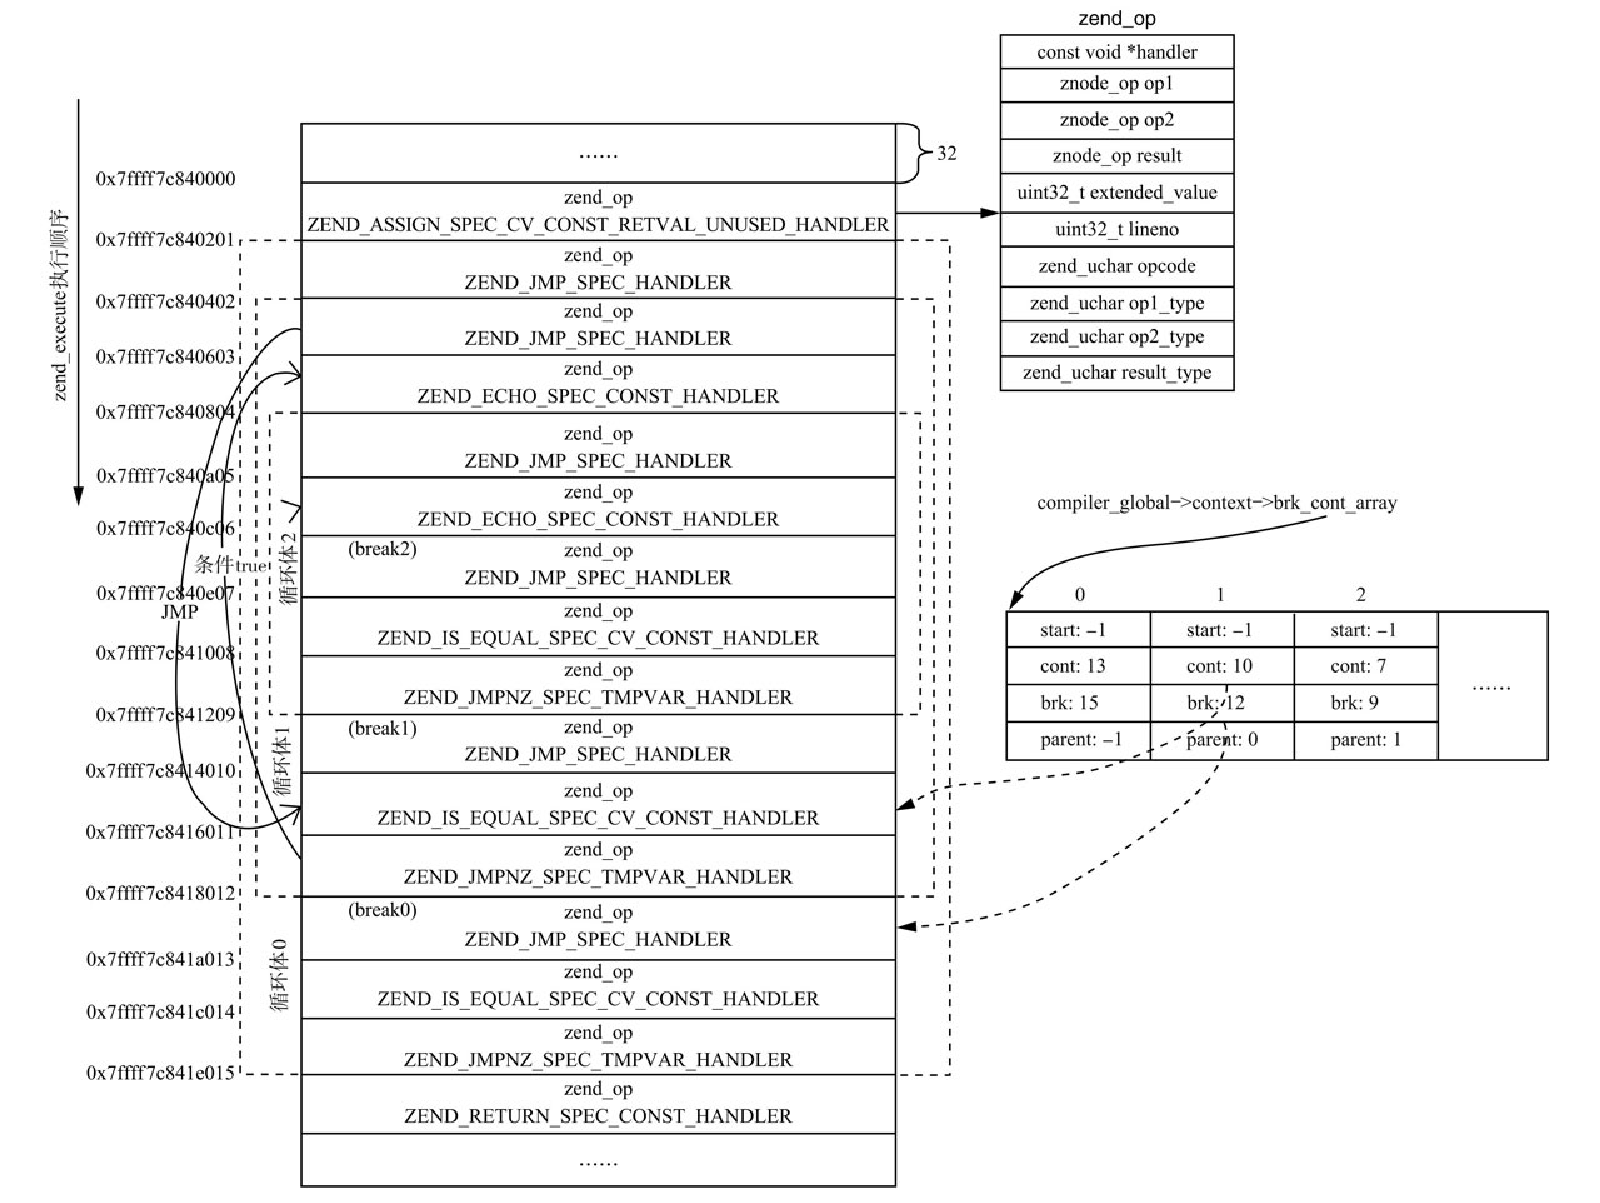 zend_op
const void *handler
znode_op op1
znode_op op2
znode_op result
uint32_t extended_value
uint32_t lineno
zend_uchar opcode
zend_uchar op1_type
zend_uchar op2_type
zend_uchar result_type
zend_execute执行顺序
……
32
0x7ffff7c840000
zend_op
ZEND_ASSIGN_SPEC_CV_CONST_RETVAL_UNUSED_HANDLER
0x7ffff7c840201
zend_op
ZEND_JMP_SPEC_HANDLER
0x7ffff7c840402
zend_op
ZEND_JMP_SPEC_HANDLER
0x7ffff7c840603
zend_op
ZEND_ECHO_SPEC_CONST_HANDLER
0x7ffff7c840804
zend_op
ZEND_JMP_SPEC_HANDLER
0x7ffff7c840a05
zend_op
ZEND_ECHO_SPEC_CONST_HANDLER
0x7ffff7c840c06
(break2)
zend_op
ZEND_JMP_SPEC_HANDLER
条件true
循环体2
0x7ffff7c840e07
JMP
zend_op
ZEND_IS_EQUAL_SPEC_CV_CONST_HANDLER
0x7ffff7c841008
zend_op
ZEND_JMPNZ_SPEC_TMPVAR_HANDLER
0x7ffff7c841209
(break1)
zend_op
ZEND_JMP_SPEC_HANDLER
循环体1
0x7ffff7c8414010
zend_op
ZEND_IS_EQUAL_SPEC_CV_CONST_HANDLER
0x7ffff7c8416011
zend_op
ZEND_JMPNZ_SPEC_TMPVAR_HANDLER
0x7ffff7c8418012
(break0)
zend_op
ZEND_JMP_SPEC_HANDLER
0x7ffff7c841a013
循环体0
zend_op
ZEND_IS_EQUAL_SPEC_CV_CONST_HANDLER
0x7ffff7c841c014
zend_op
ZEND_JMPNZ_SPEC_TMPVAR_HANDLER
0x7ffff7c841e015
zend_op
ZEND_RETURN_SPEC_CONST_HANDLER
……
compiler_global->context->brk_cont_array
0 1 2
start: −1 start: −1 start: −1
cont: 13 cont: 10 cont: 7
……
brk: 15 brk: 12 brk: 9
parent: −1 parent: 0 parent: 1